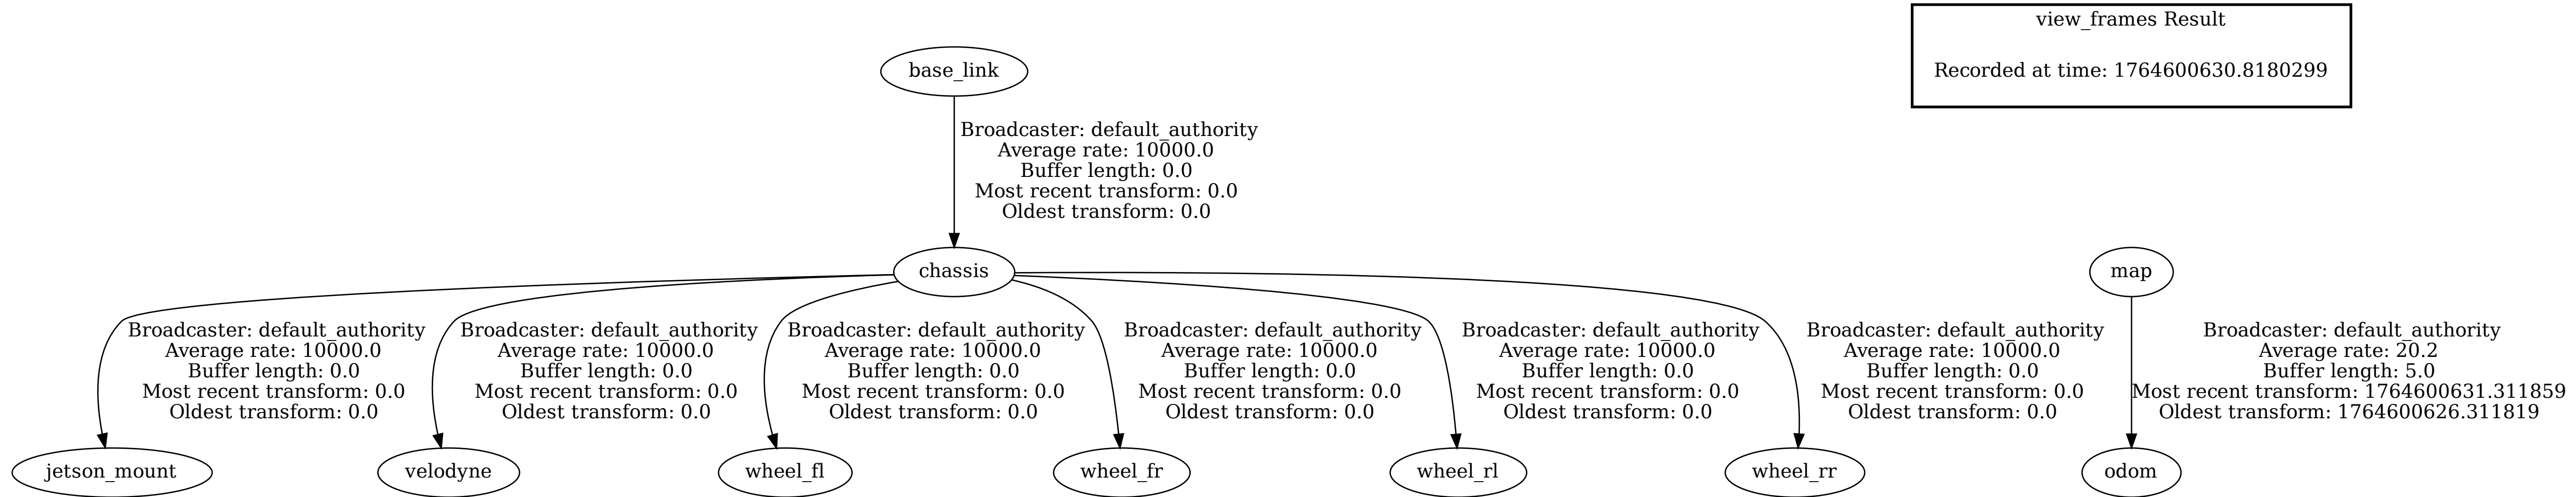 view_frames Result
Recorded at time: 1764600630.8180299
base_link
Broadcaster: default_authority
Average rate: 10000.0
Buffer length: 0.0
Most recent transform: 0.0
Oldest transform: 0.0
chassis
map
Broadcaster: default_authority
Average rate: 10000.0
Buffer length: 0.0
Most recent transform: 0.0
Oldest transform: 0.0
Broadcaster: default_authority
Average rate: 10000.0
Buffer length: 0.0
Most recent transform: 0.0
Oldest transform: 0.0
Broadcaster: default_authority
Average rate: 10000.0
Buffer length: 0.0
Most recent transform: 0.0
Oldest transform: 0.0
Broadcaster: default_authority
Average rate: 10000.0
Buffer length: 0.0
Most recent transform: 0.0
Oldest transform: 0.0
Broadcaster: default_authority
Average rate: 10000.0
Buffer length: 0.0
Most recent transform: 0.0
Oldest transform: 0.0
Broadcaster: default_authority
Average rate: 10000.0
Buffer length: 0.0
Most recent transform: 0.0
Oldest transform: 0.0
Broadcaster: default_authority
Average rate: 20.2
Buffer length: 5.0
Most recent transform: 1764600631.311859
Oldest transform: 1764600626.311819
jetson_mount
velodyne
wheel_fl
wheel_fr
wheel_rl
wheel_rr
odom